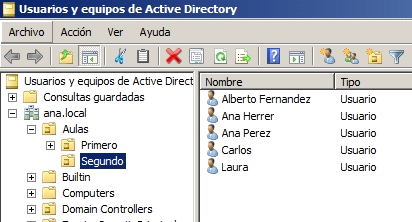 Usuarios y equipos de Active Directory
Archivo Acción Ver Ayuda
Usuarios y equipos de Active Direct
Consultas guardadas
ana.local
Aulas
Primero
Segundo
Builtin
Computers
Domain Controllers
Nombre Tipo
Alberto Fernandez Usuario
Ana Herrer Usuario
Ana Perez Usuario
Carlos Usuario
Laura Usuario